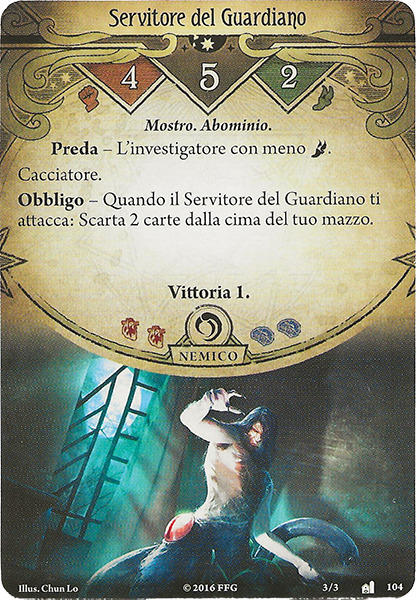 Servitore del Guardiano
4 5 2
Mostro. Abominio.
Preda – L'investigatore con meno .
Cacciatore.
Obbligo – Quando il Servitore del Guardiano ti
attacca: Scarta 2 carte dalla cima del tuo mazzo.
Vittoria 1.
NEMICO
Illus. Chun Lo © 2016 FFG 3/3 104